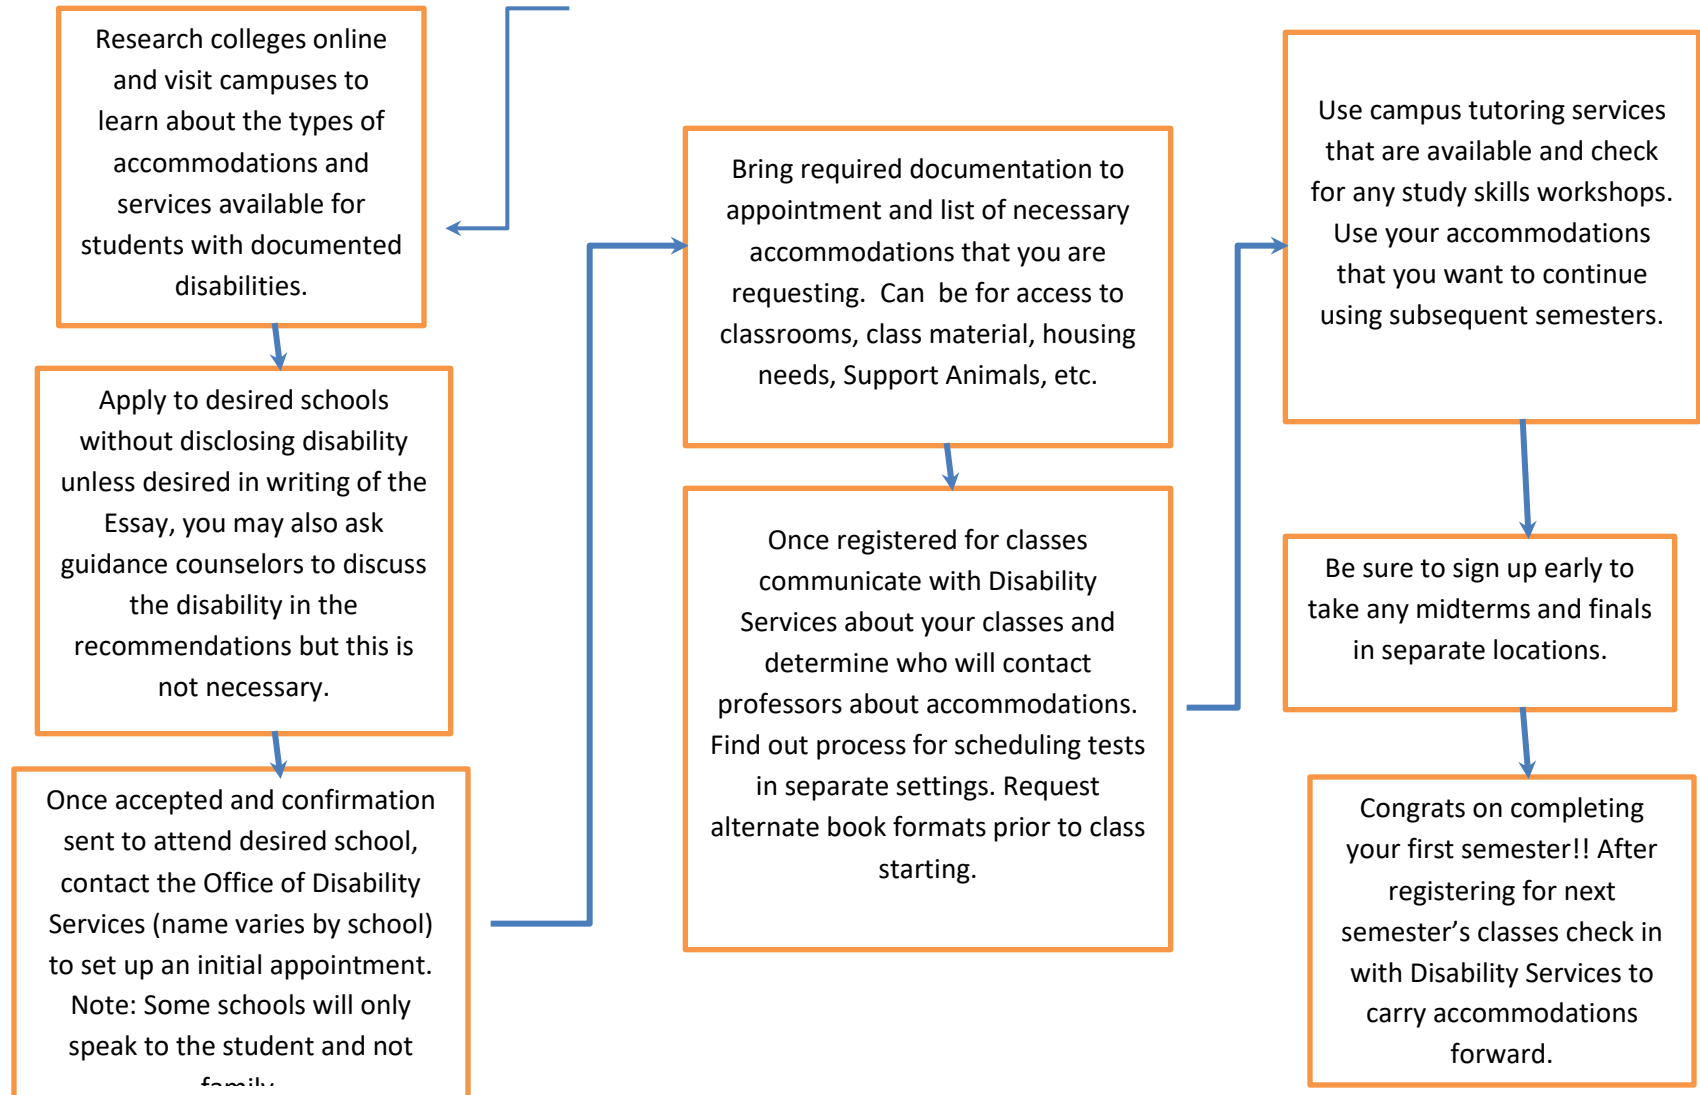 Research colleges online
and visit campuses to
learn about the types of
accommodations and
services available for
students with documented
disabilities.
Apply to desired schools
without disclosing disability
unless desired in writing of the
Essay, you may also ask
guidance counselors to discuss
the disability in the
recommendations but this is
not necessary.
Once accepted and confirmation
sent to attend desired school,
contact the Office of Disability
Services (name varies by school)
to set up an initial appointment.
Note: Some schools will only
speak to the student and not
family
Bring required documentation to
appointment and list of necessary
accommodations that you are
requesting.  Can  be for access to
classrooms, class material, housing
needs, Support Animals, etc.
Once registered for classes
communicate with Disability
Services about your classes and
determine who will contact
professors about accommodations.
Find out process for scheduling tests
in separate settings. Request
alternate book formats prior to class
starting.
Use campus tutoring services
that are available and check
for any study skills workshops.
Use your accommodations
that you want to continue
using subsequent semesters.
Be sure to sign up early to
take any midterms and finals
in separate locations.
Congrats on completing
your first semester!! After
registering for next
semester’s classes check in
with Disability Services to
carry accommodations
forward.